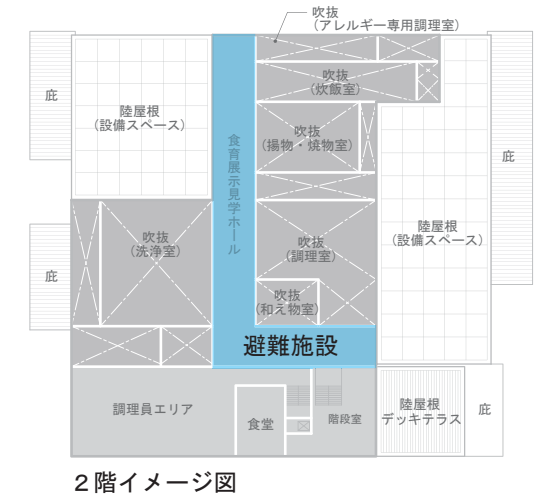 吹抜
（アレルギー専用調理室）
庇
陸屋根
（設備スペース）
吹抜
（炊飯室）
吹抜
（揚物・焼物室）
食育展示見学ホール
庇
吹抜
（洗浄室）
吹抜
（調理室）
陸屋根
（設備スペース）
庇
吹抜
（和え物室）
避難施設
調理員エリア
食堂
階段室
陸屋根
デッキテラス
庇
２階イメージ図